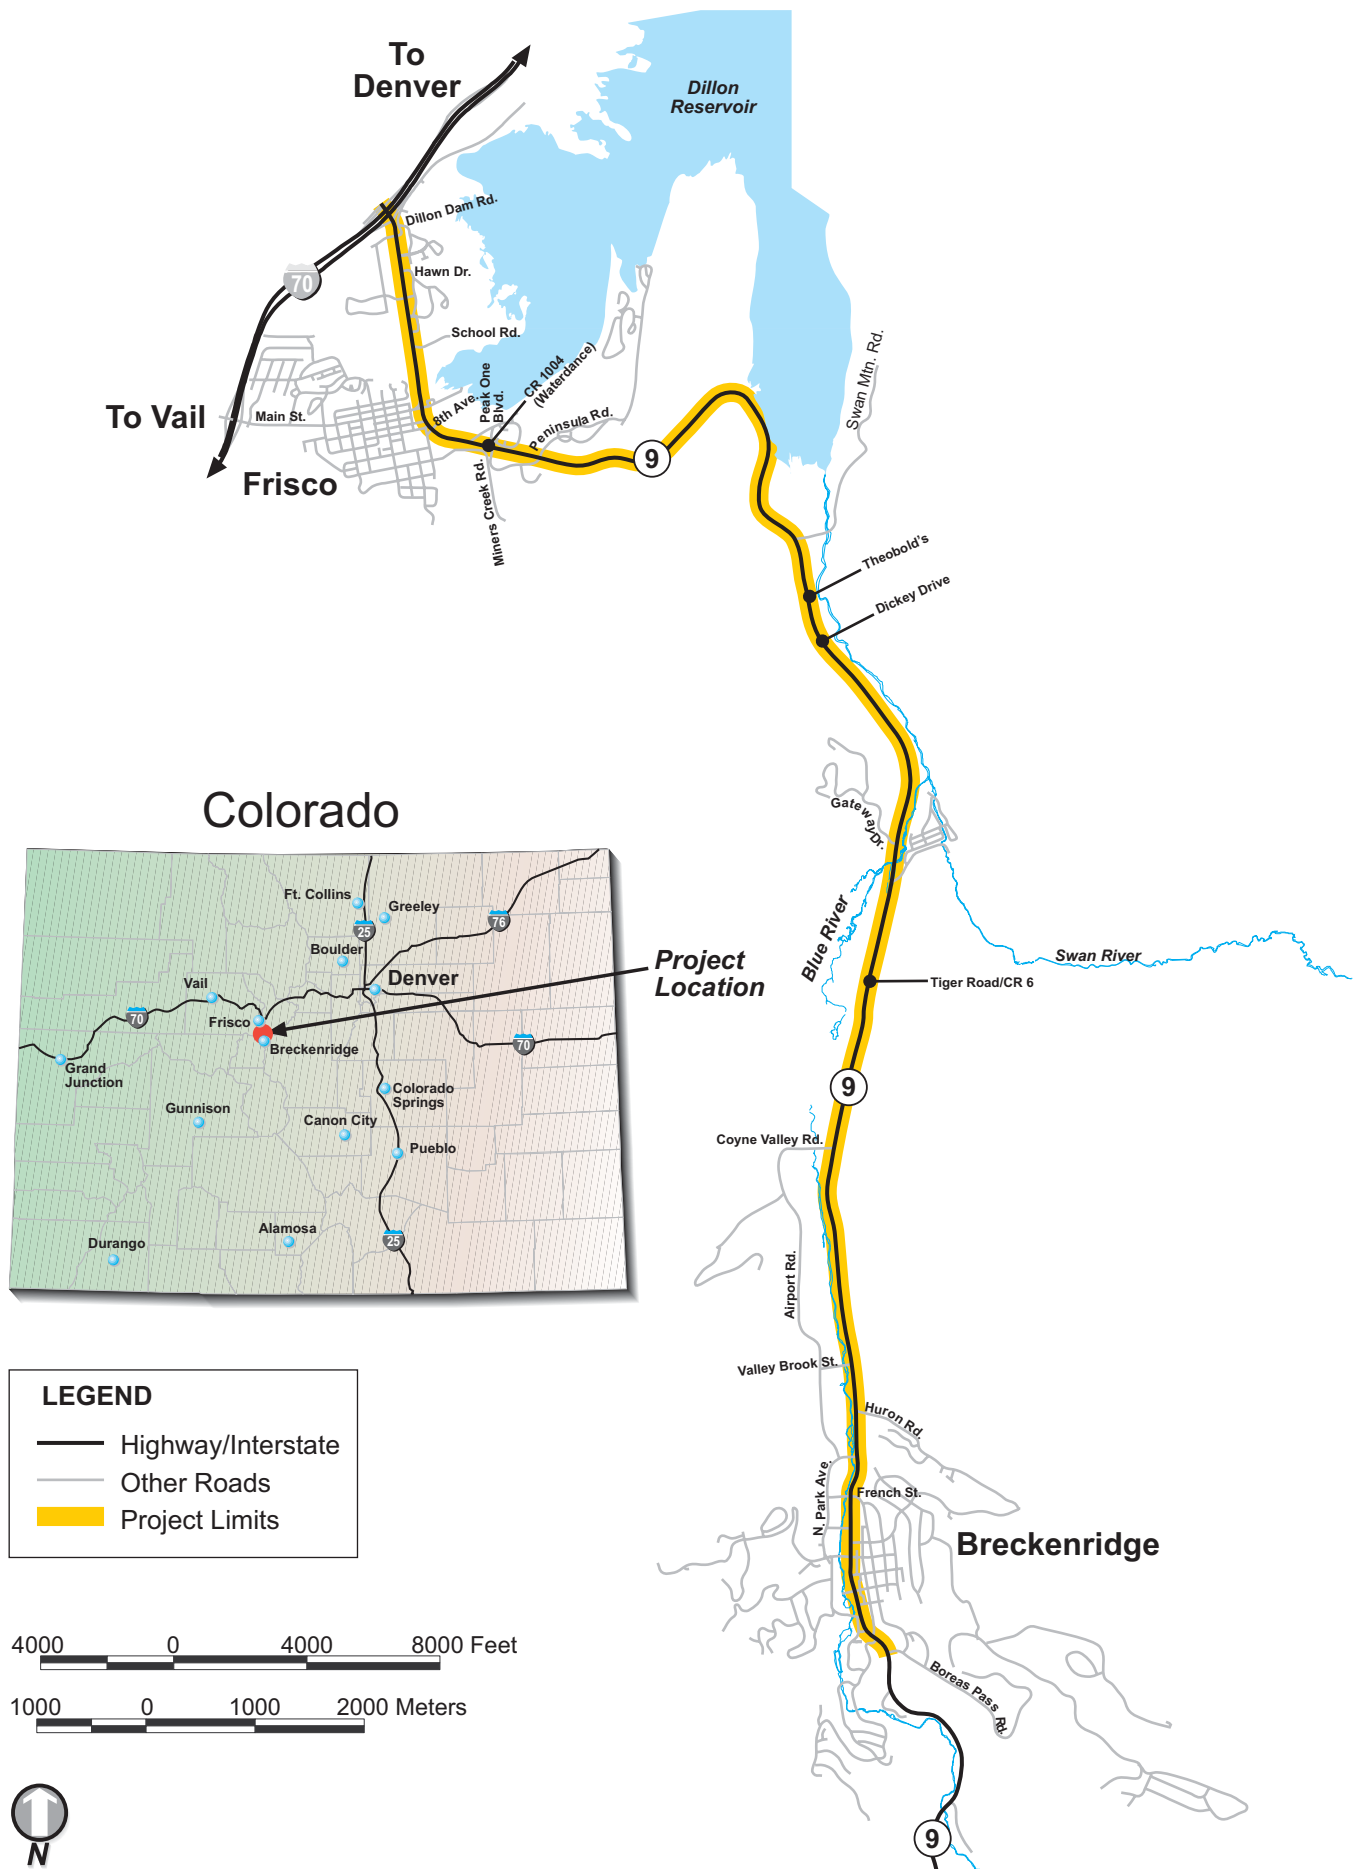 To
Denver
Dillon
Reservoir
Dillon Dam Rd.
70
Hawn Dr.
School Rd.
Swan Mtn. Rd.
CR 1004
(Waterdance)
Peak One
Blvd.
8th Ave.
Peninsula Rd.
To Vail
Main St.
9
Frisco
Miners Creek Rd.
Theobold's
Dickey Drive
Gateway Dr.
Blue River
Swan River
Tiger Road/CR 6
Colorado
Ft. Collins
Greeley
25
76
Boulder
Denver
Project
Location
Vail
70
Frisco
Breckenridge
70
Grand
Junction
Colorado
Springs
Gunnison
Canon City
Pueblo
Alamosa
Durango
25
9
Coyne Valley Rd.
Airport Rd.
Valley Brook St.
Huron Rd.
N. Park Ave.
French St.
Breckenridge
Boreas Pass Rd.
9
LEGEND
Highway/Interstate
Other Roads
Project Limits
4000 0 4000 8000 Feet
1000 0 1000 2000 Meters
N